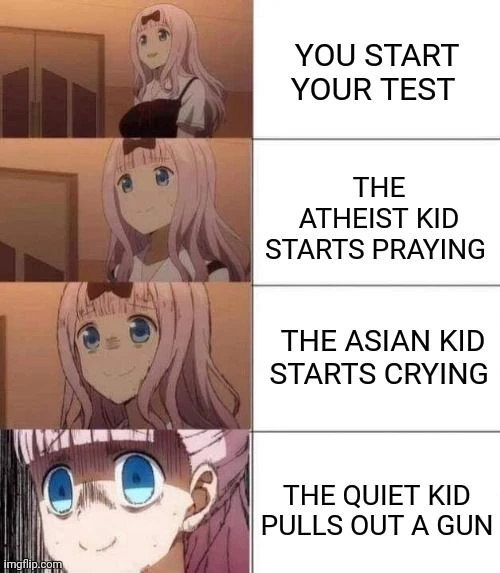 YOU START
YOUR TEST
THE
ATHEIST KID
STARTS PRAYING
THE ASIAN KID
STARTS CRYING
THE QUIET KID
PULLS OUT A GUN
imgflip.com